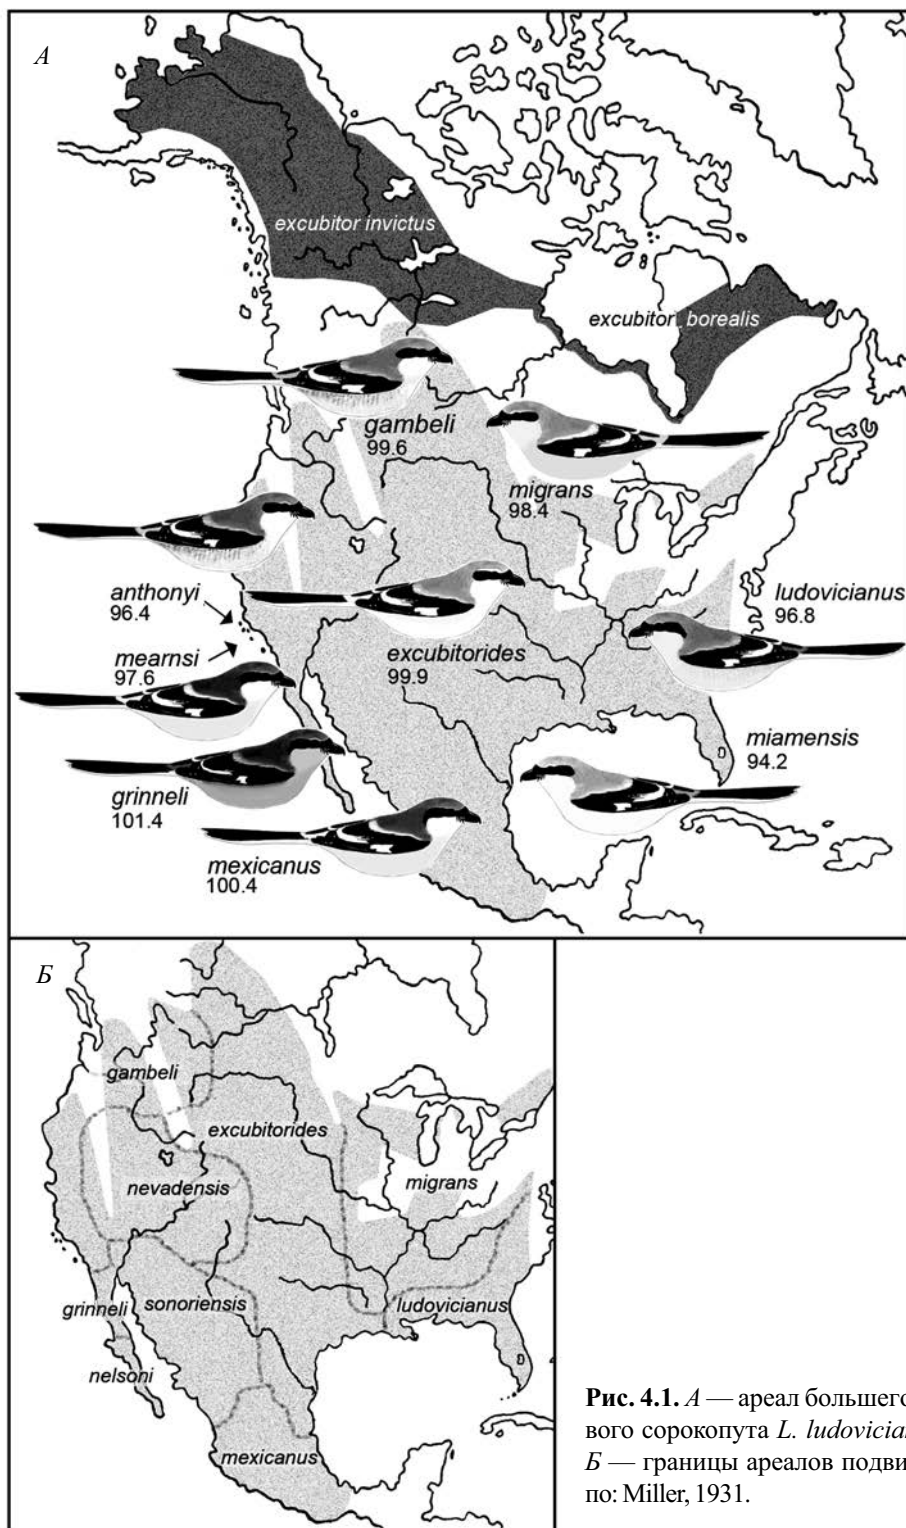 А
excubitor invictus
excubitor borealis
gambeli
99.6
migrans
98.4
anthonyi
96.4
mearnsi
97.6
ludovicianus
96.8
excubitorides
99.9
miamensis
94.2
grinneli
101.4
mexicanus
100.4
Б
gambeli
excubitorides
nevadensis
migrans
grinneli
sonoriensis
ludovicianus
nelsoni
mexicanus
Рис. 4.1. А — ареал большего
вого сорокопута L. ludovicia
Б — границы ареалов подви
по: Miller, 1931.